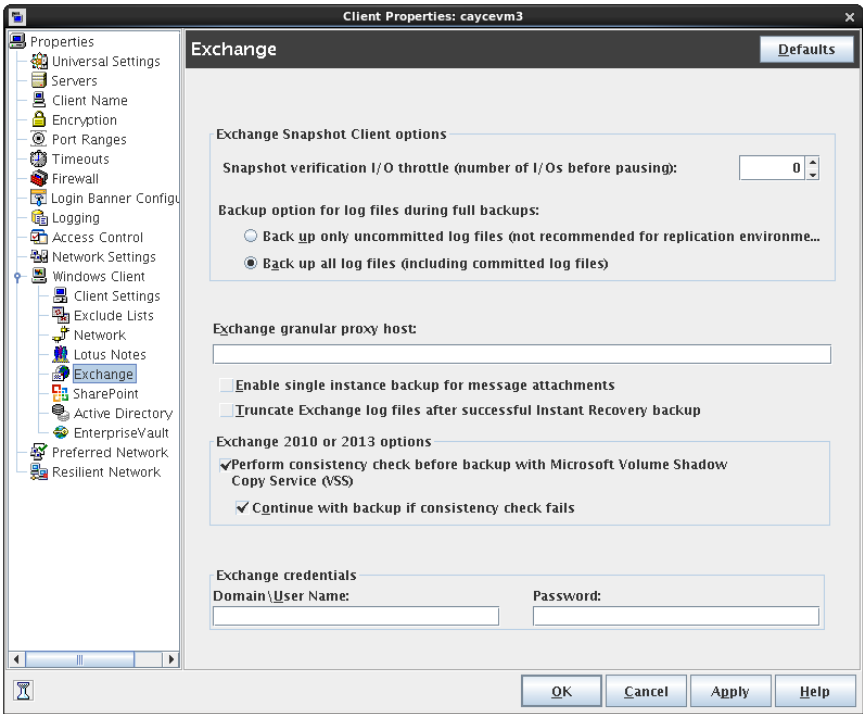 Client Properties: caycevm3
Properties
Universal Settings
Servers
Client Name
Encryption
Port Ranges
Timeouts
Firewall
Login Banner Configu
Logging
Access Control
Network Settings
Windows Client
Client Settings
Exclude Lists
Network
Lotus Notes
Exchange
SharePoint
Active Directory
EnterpriseVault
Preferred Network
Resilient Network
Exchange
Defaults
Exchange Snapshot Client options
Snapshot verification I/O throttle (number of I/Os before pausing):
0
Backup option for log files during full backups:
Back up only uncommitted log files (not recommended for replication environme...
Back up all log files (including committed log files)
Exchange granular proxy host:
Enable single instance backup for message attachments
Truncate Exchange log files after successful Instant Recovery backup
Exchange 2010 or 2013 options
Perform consistency check before backup with Microsoft Volume Shadow
Copy Service (VSS)
Continue with backup if consistency check fails
Exchange credentials
Domain\User Name:
Password:
OK
Cancel
Apply
Help